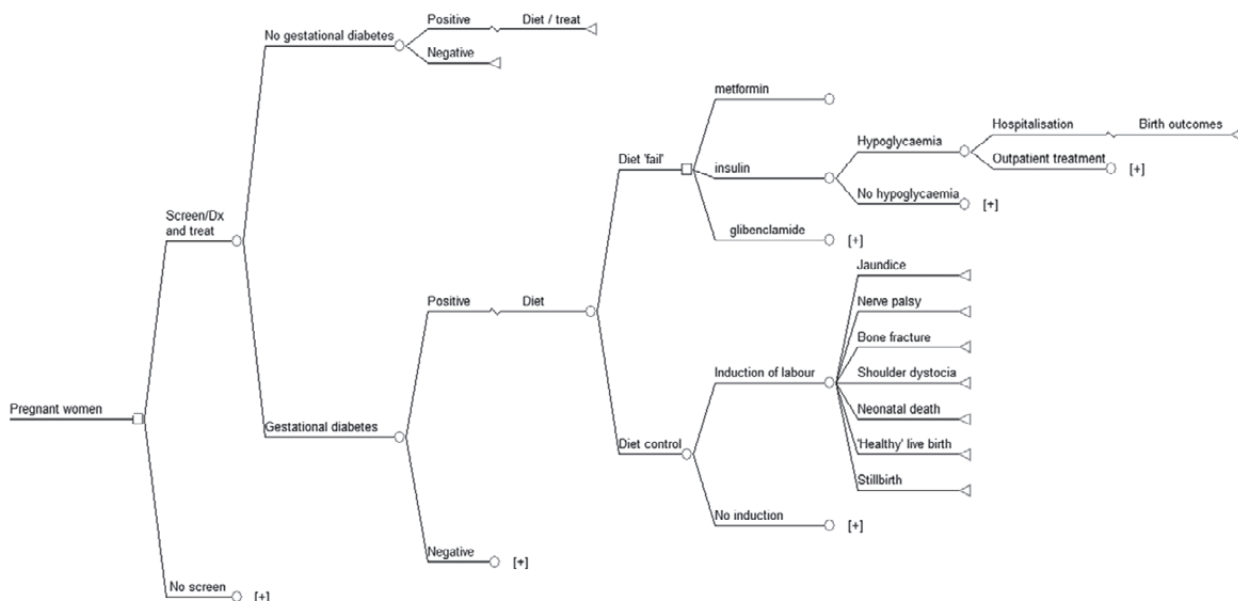 Positive
Diet / treat
No gestational diabetes
Negative
metformin
Hospitalisation
Birth outcomes
Hypoglycaemia
Outpatient treatment
[+]
Diet 'fail'
insulin
No hypoglycaemia
[+]
Screen/Dx
and treat
glibenclamide
[+]
Jaundice
Positive
Diet
Nerve palsy
Bone fracture
Induction of labour
Shoulder dystocia
Pregnant women
Neonatal death
Gestational diabetes
Diet control
'Healthy' live birth
Stillbirth
No induction
[+]
Negative
[+]
No screen
[+]